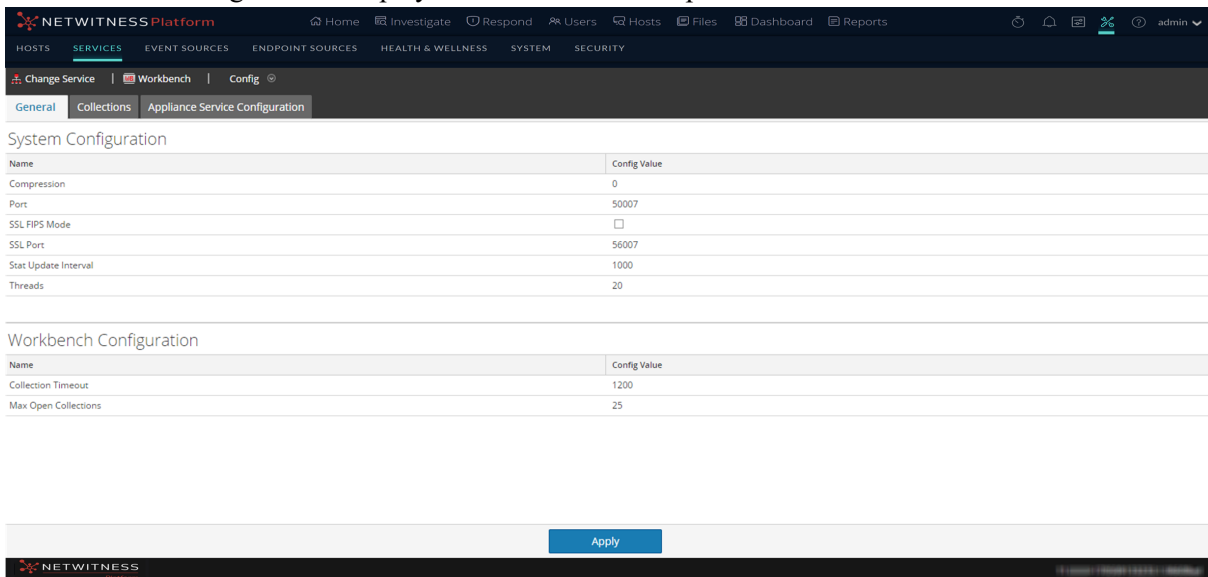 NETWITNESS Platform Home Investigate Respond Users Hosts Files Dashboard Reports admin
HOSTS SERVICES EVENT SOURCES ENDPOINT SOURCES HEALTH & WELLNESS SYSTEM SECURITY
Change Service | Workbench | Config
General Collections Appliance Service Configuration
System Configuration
Name Config Value
Compression 0
Port 50007
SSL FIPS Mode
SSL Port 56007
Stat Update Interval 1000
Threads 20
Workbench Configuration
Name Config Value
Collection Timeout 1200
Max Open Collections 25
Apply
NETWITNESS